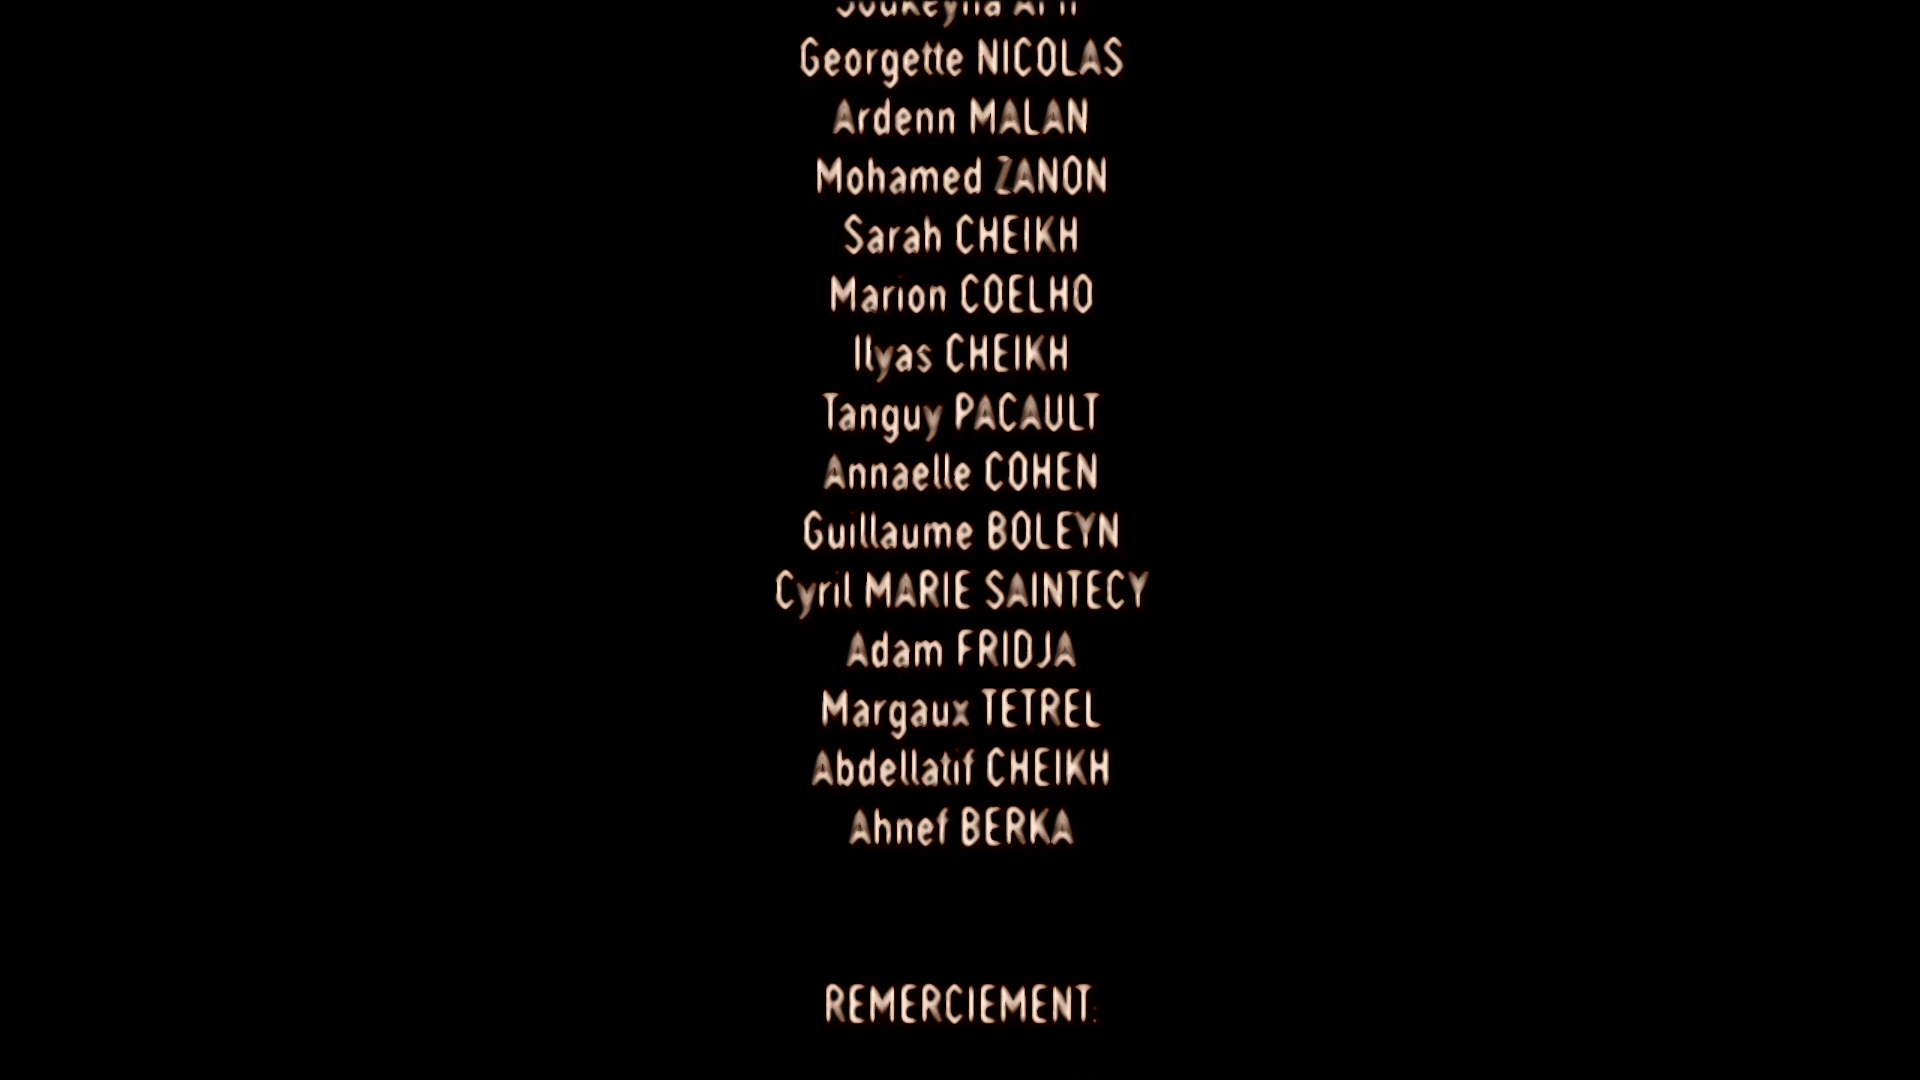 Georgette NICOLAS
Ardenn MALAN
Mohamed ZANON
Sarah CHEIKH
Marion COELHO
Ilyas CHEIKH
Tanguy PACAULT
Annaelle COHEN
Guillaume BOLEYN
Cyril MARIE SAINTECY
Adam FRIDJA
Margaux TETREL
Abdellatif CHEIKH
Ahnef BERKA
REMERCIEMENT: